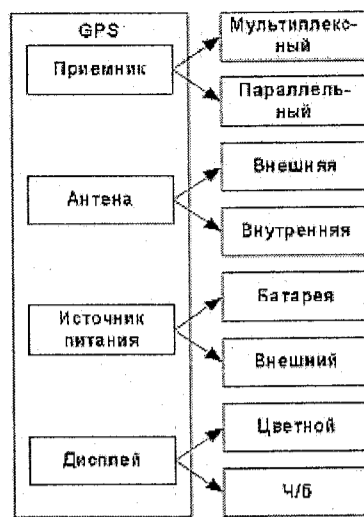 GPS
Приемник
Мультиплекс-
ный
Параллель-
ный
Антена
Внешняя
Внутренняя
Источник
питания
Батарея
Внешний
Дисплей
Цветной
Ч/б